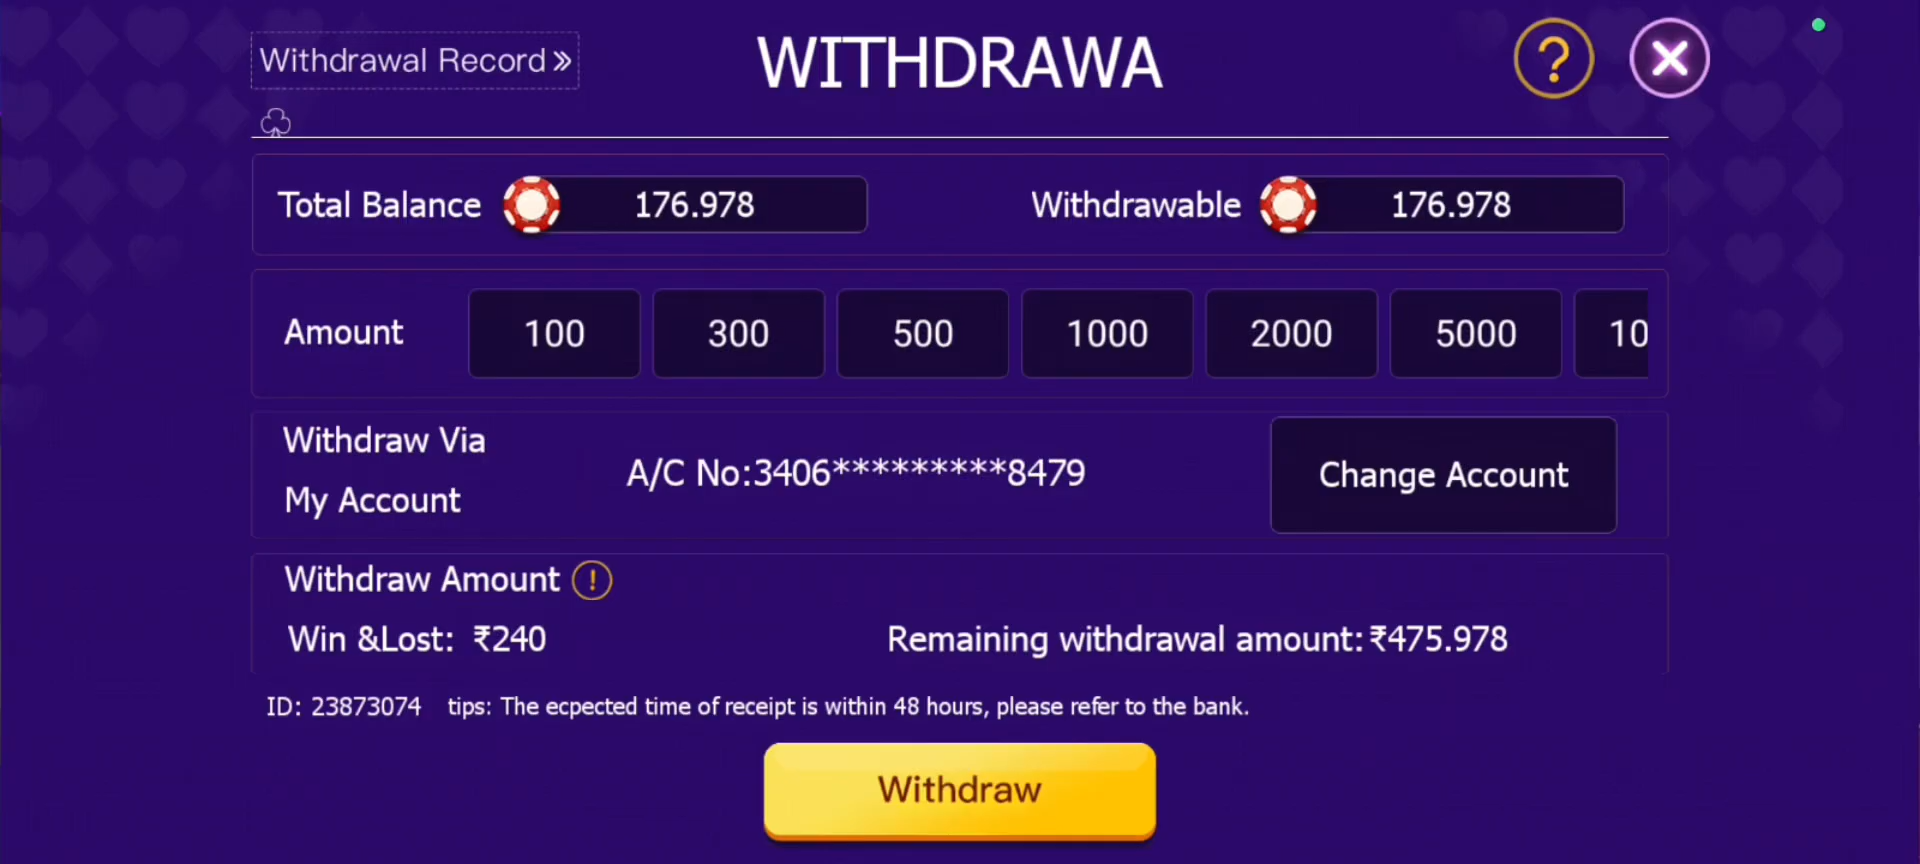 Withdrawal Record »
WITHDRAWA
?
Total Balance 176.978
Withdrawable 176.978
Amount 100 300 500 1000 2000 5000 10
Withdraw Via
My Account
A/C No:3406*********8479
Change Account
Withdraw Amount !
Win &Lost: ₹240
Remaining withdrawal amount:₹475.978
ID: 23873074 tips: The ecpected time of receipt is within 48 hours, please refer to the bank.
Withdraw